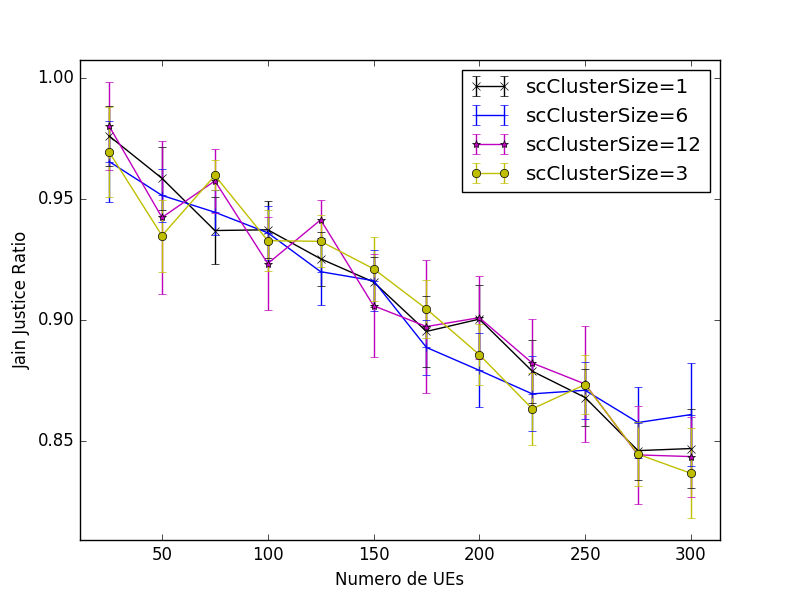 1.00
0.95
0.90
0.85
Jain Justice Ratio
scClusterSize=1
scClusterSize=6
scClusterSize=12
scClusterSize=3
50
100
150
200
250
300
Numero de UEs